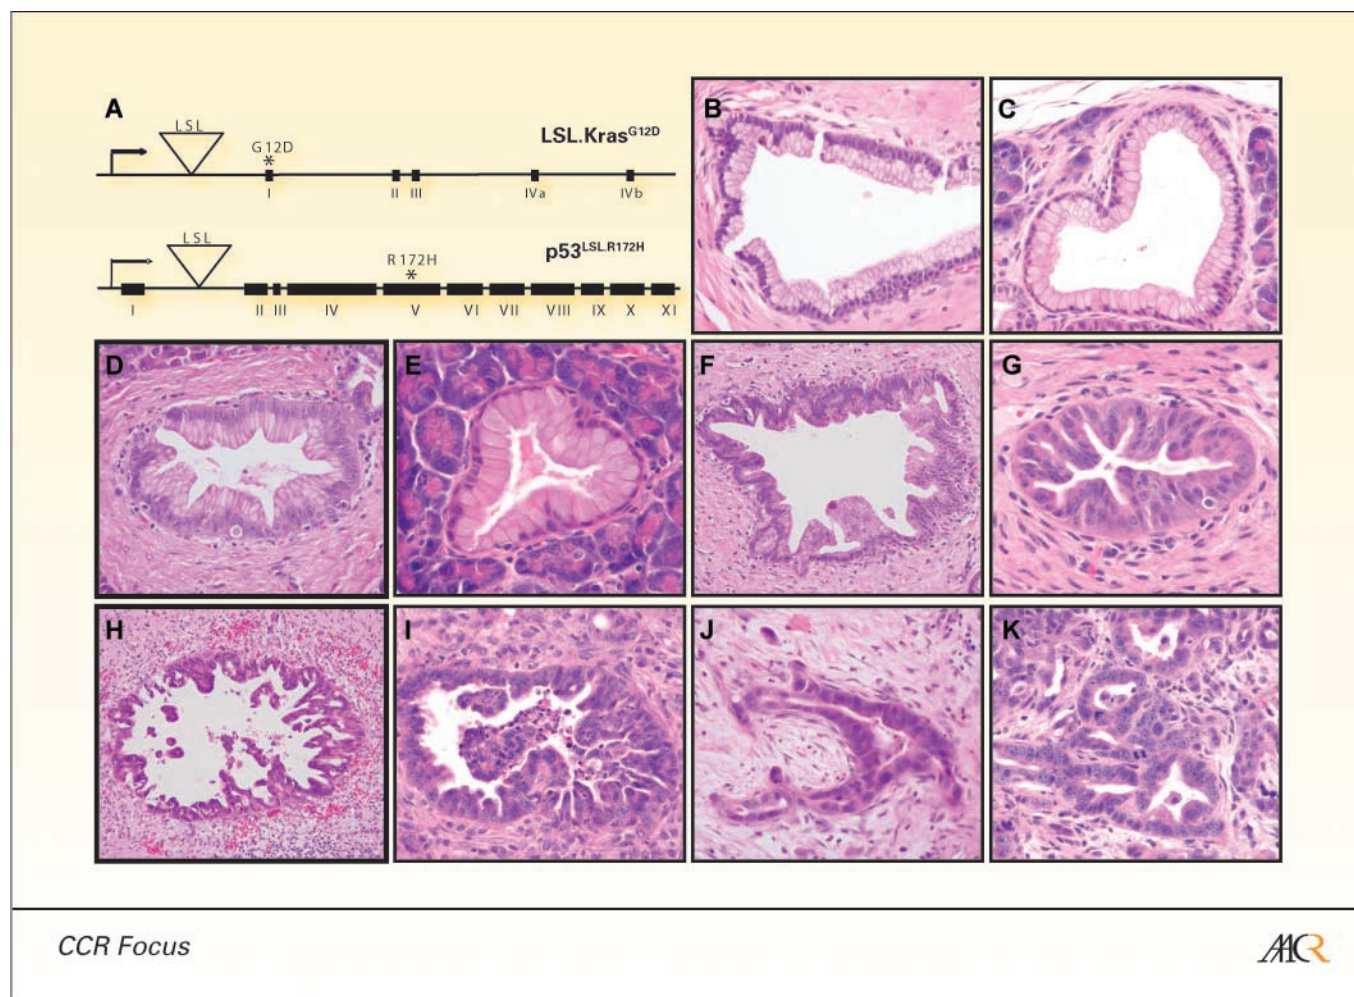 A
LSL
LSL.KrasG12D
G12D
*
I II III IVa IVb
LSL
p53LSL.R172H
R172H
*
I II III IV V VI VII VIII IX X XI
B
C
D
E
F
G
H
I
J
K
CCR Focus
AACR